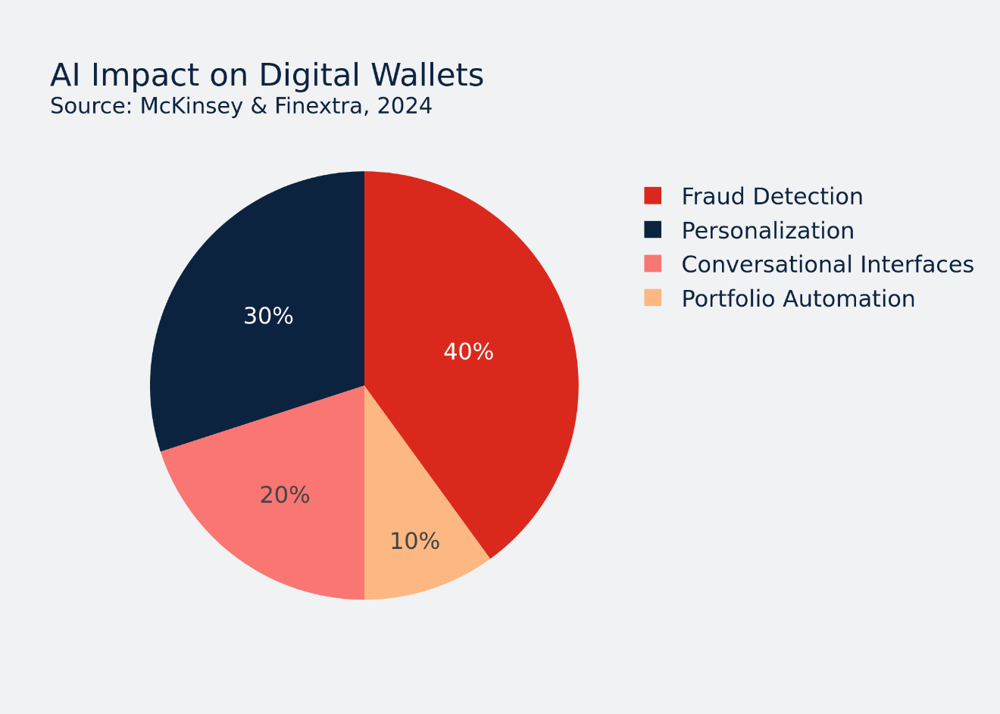 AI Impact on Digital Wallets
Source: McKinsey & Finextra, 2024
Fraud Detection
Personalization
Conversational Interfaces
Portfolio Automation
30%
40%
20%
10%